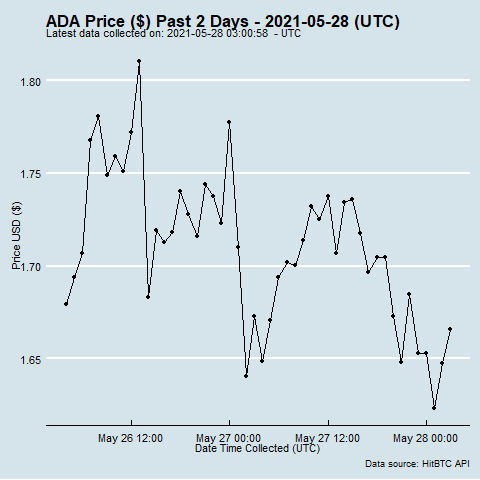 ADA Price ($) Past 2 Days - 2021-05-28 (UTC)
Latest data collected on: 2021-05-28 03:00:58  - UTC
1.80
1.75
1.70
1.65
Price USD ($)
May 26 12:00
May 27 00:00
May 27 12:00
May 28 00:00
Date Time Collected (UTC)
Data source: HitBTC API